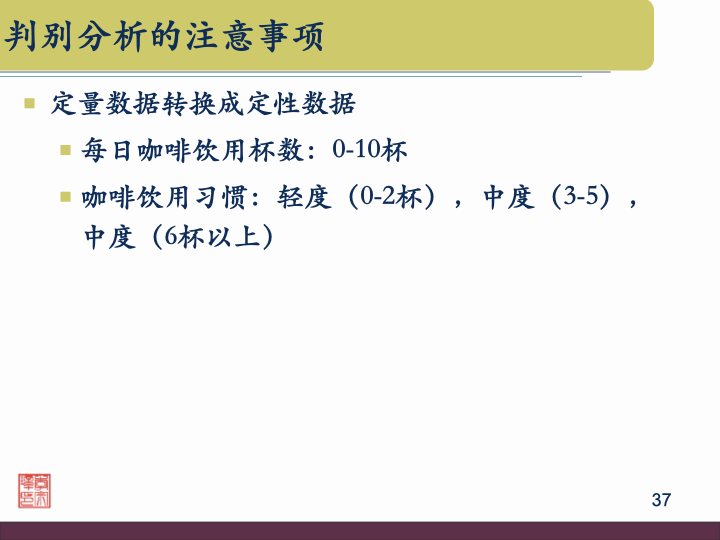 判别分析的注意事项
定量数据转换成定性数据
每日咖啡饮用杯数：0-10杯
咖啡饮用习惯：轻度（0-2杯），中度（3-5），
中度（6杯以上）
37